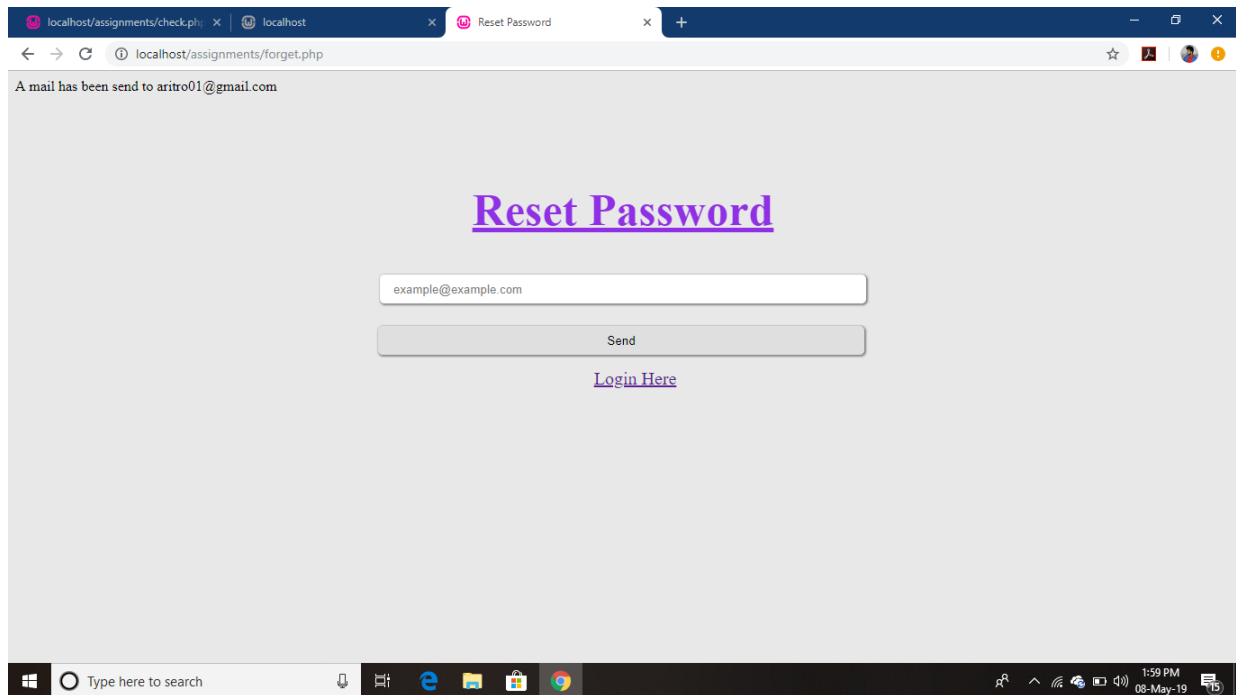 localhost/assignments/check.ph
localhost
Reset Password
localhost/assignments/forget.php
A mail has been send to aritro01@gmail.com
Reset Password
example@example.com
Send
Login Here
Type here to search
1:59 PM
08-May-19
15